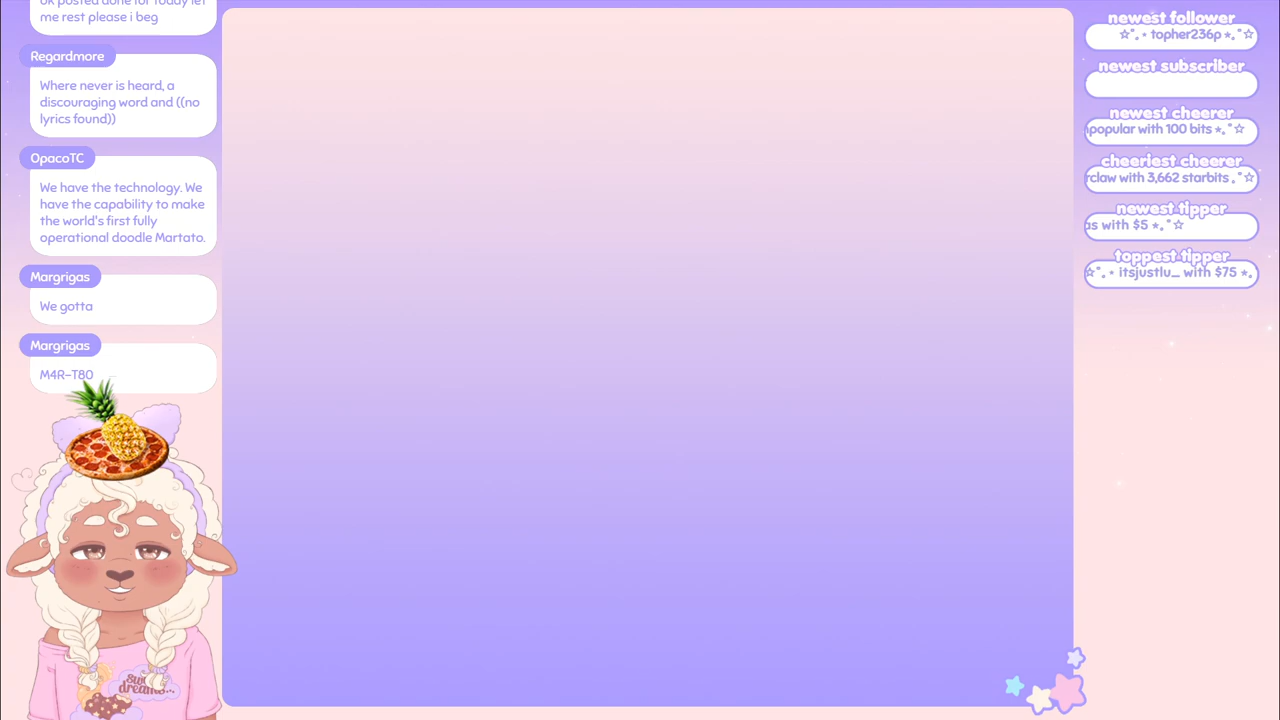 ok posted done for today let
me rest please i beg
Regardmore
Where never is heard, a
discouraging word and ((no
lyrics found))
OpacoTC
We have the technology. We
have the capability to make
the world's first fully
operational doodle Martato.
Margrigas
We gotta
Margrigas
M4R-T80
sweet
dreams...
newest follower
☆˚｡⋆ topher236p ⋆｡˚☆
newest subscriber
newest cheerer
popular with 100 bits ⋆｡˚☆
cheeriest cheerer
rclaw with 3,662 starbits ｡˚☆
newest tipper
as with $5 ⋆｡˚☆
toppest tipper
☆˚｡⋆ itsjustlu_ with $75 ⋆｡